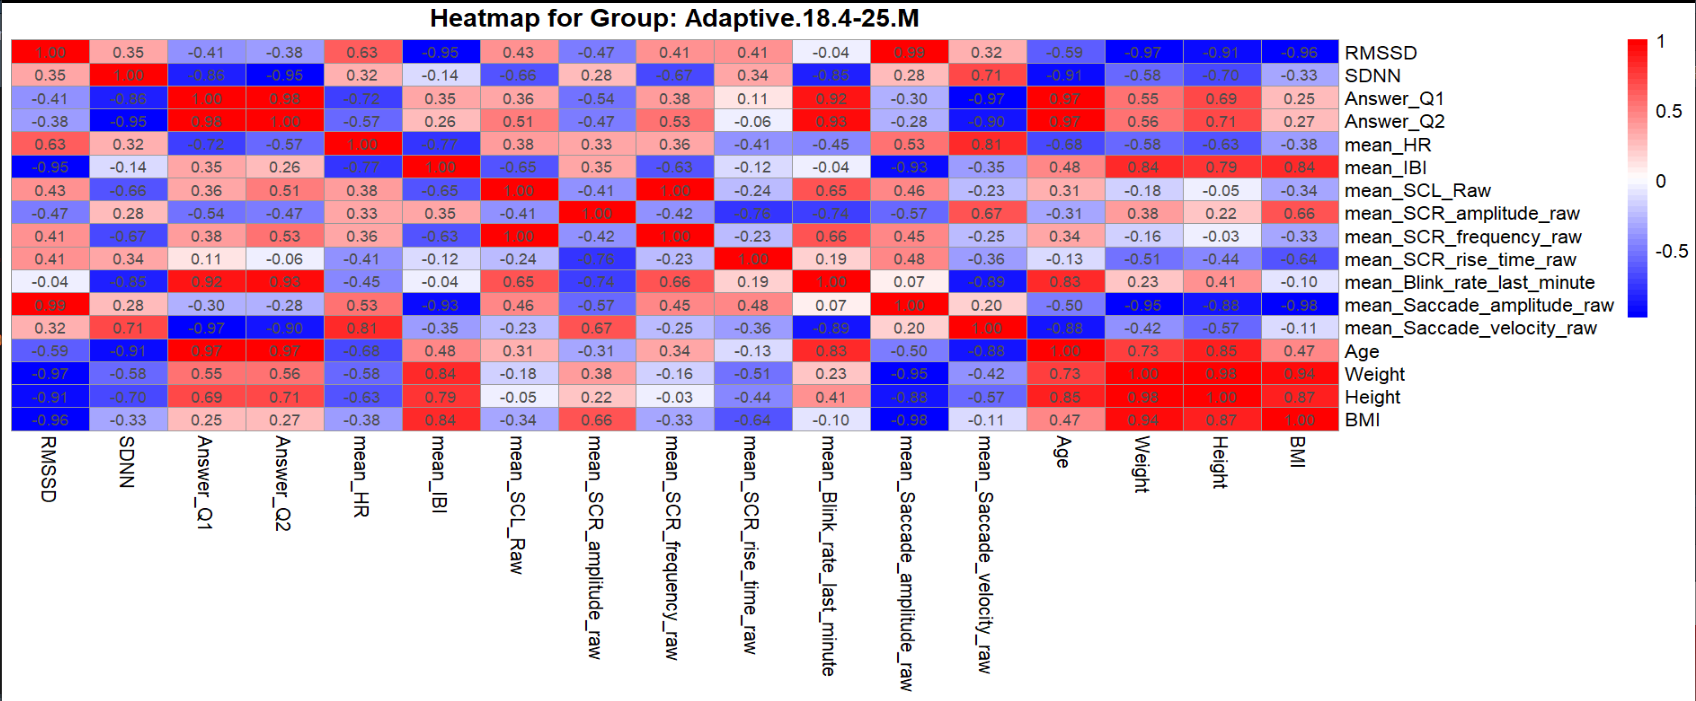 Heatmap for Group: Adaptive.18.4-25.M
1.00 0.35 -0.41 -0.38 0.63 -0.95 0.43 -0.47 0.41 0.41 -0.04 0.99 0.32 -0.59 -0.97 -0.91 -0.96 RMSSD
0.35 1.00 -0.86 -0.95 0.32 -0.14 -0.66 0.28 -0.67 0.34 -0.85 0.28 0.71 -0.91 -0.58 -0.70 -0.33 SDNN
-0.41 -0.86 1.00 0.98 -0.72 0.35 0.36 -0.54 0.38 0.11 0.92 -0.30 -0.97 0.97 0.55 0.69 0.25 Answer_Q1
-0.38 -0.95 0.98 1.00 -0.57 0.26 0.51 -0.47 0.53 -0.06 0.93 -0.28 -0.90 0.97 0.56 0.71 0.27 Answer_Q2
0.63 0.32 -0.72 -0.57 1.00 -0.77 0.38 0.33 0.36 -0.41 -0.45 0.53 0.81 -0.68 -0.58 -0.63 -0.38 mean_HR
-0.95 -0.14 0.35 0.26 -0.77 1.00 -0.65 0.35 -0.63 -0.12 -0.04 -0.93 -0.35 0.48 0.84 0.79 0.84 mean_IBI
0.43 -0.66 0.36 0.51 0.38 -0.65 1.00 -0.41 1.00 -0.24 0.65 0.46 -0.23 0.31 -0.18 -0.05 -0.34 mean_SCL_Raw
-0.47 0.28 -0.54 -0.47 0.33 0.35 -0.41 1.00 -0.42 -0.76 -0.74 -0.57 0.67 -0.31 0.38 0.22 0.66 mean_SCR_amplitude_raw
0.41 -0.67 0.38 0.53 0.36 -0.63 1.00 -0.42 1.00 -0.23 0.66 0.45 -0.25 0.34 -0.16 -0.03 -0.33 mean_SCR_frequency_raw
0.41 0.34 0.11 -0.06 -0.41 -0.12 -0.24 -0.76 -0.23 1.00 0.19 0.48 -0.36 -0.13 -0.51 -0.44 -0.64 mean_SCR_rise_time_raw
-0.04 -0.85 0.92 0.93 -0.45 -0.04 0.65 -0.74 0.66 0.19 1.00 0.07 -0.89 0.83 0.23 0.41 -0.10 mean_Blink_rate_last_minute
0.99 0.28 -0.30 -0.28 0.53 -0.93 0.46 -0.57 0.45 0.48 0.07 1.00 0.20 -0.50 -0.95 -0.88 -0.98 mean_Saccade_amplitude_raw
0.32 0.71 -0.97 -0.90 0.81 -0.35 -0.23 0.67 -0.25 -0.36 -0.89 0.20 1.00 -0.88 -0.42 -0.57 -0.11 mean_Saccade_velocity_raw
-0.59 -0.91 0.97 0.97 -0.68 0.48 0.31 -0.31 0.34 -0.13 0.83 -0.50 -0.88 1.00 0.73 0.85 0.47 Age
-0.97 -0.58 0.55 0.56 -0.58 0.84 -0.18 0.38 -0.16 -0.51 0.23 -0.95 -0.42 0.73 1.00 0.98 0.94 Weight
-0.91 -0.70 0.69 0.71 -0.63 0.79 -0.05 0.22 -0.03 -0.44 0.41 -0.88 -0.57 0.85 0.98 1.00 0.87 Height
-0.96 -0.33 0.25 0.27 -0.38 0.84 -0.34 0.66 -0.33 -0.64 -0.10 -0.98 -0.11 0.47 0.94 0.87 1.00 BMI
RMSSD
SDNN
Answer_Q1
Answer_Q2
mean_HR
mean_IBI
mean_SCL_Raw
mean_SCR_amplitude_raw
mean_SCR_frequency_raw
mean_SCR_rise_time_raw
mean_Blink_rate_last_minute
mean_Saccade_amplitude_raw
mean_Saccade_velocity_raw
Age
Weight
Height
BMI
1
0.5
0
-0.5